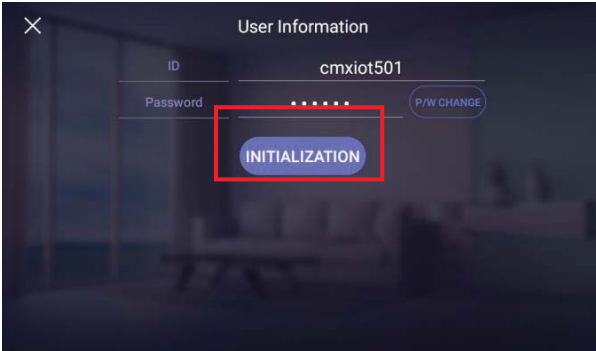 User Information
ID cmxiot501
Password •••••• P/W CHANGE
INITIALIZATION